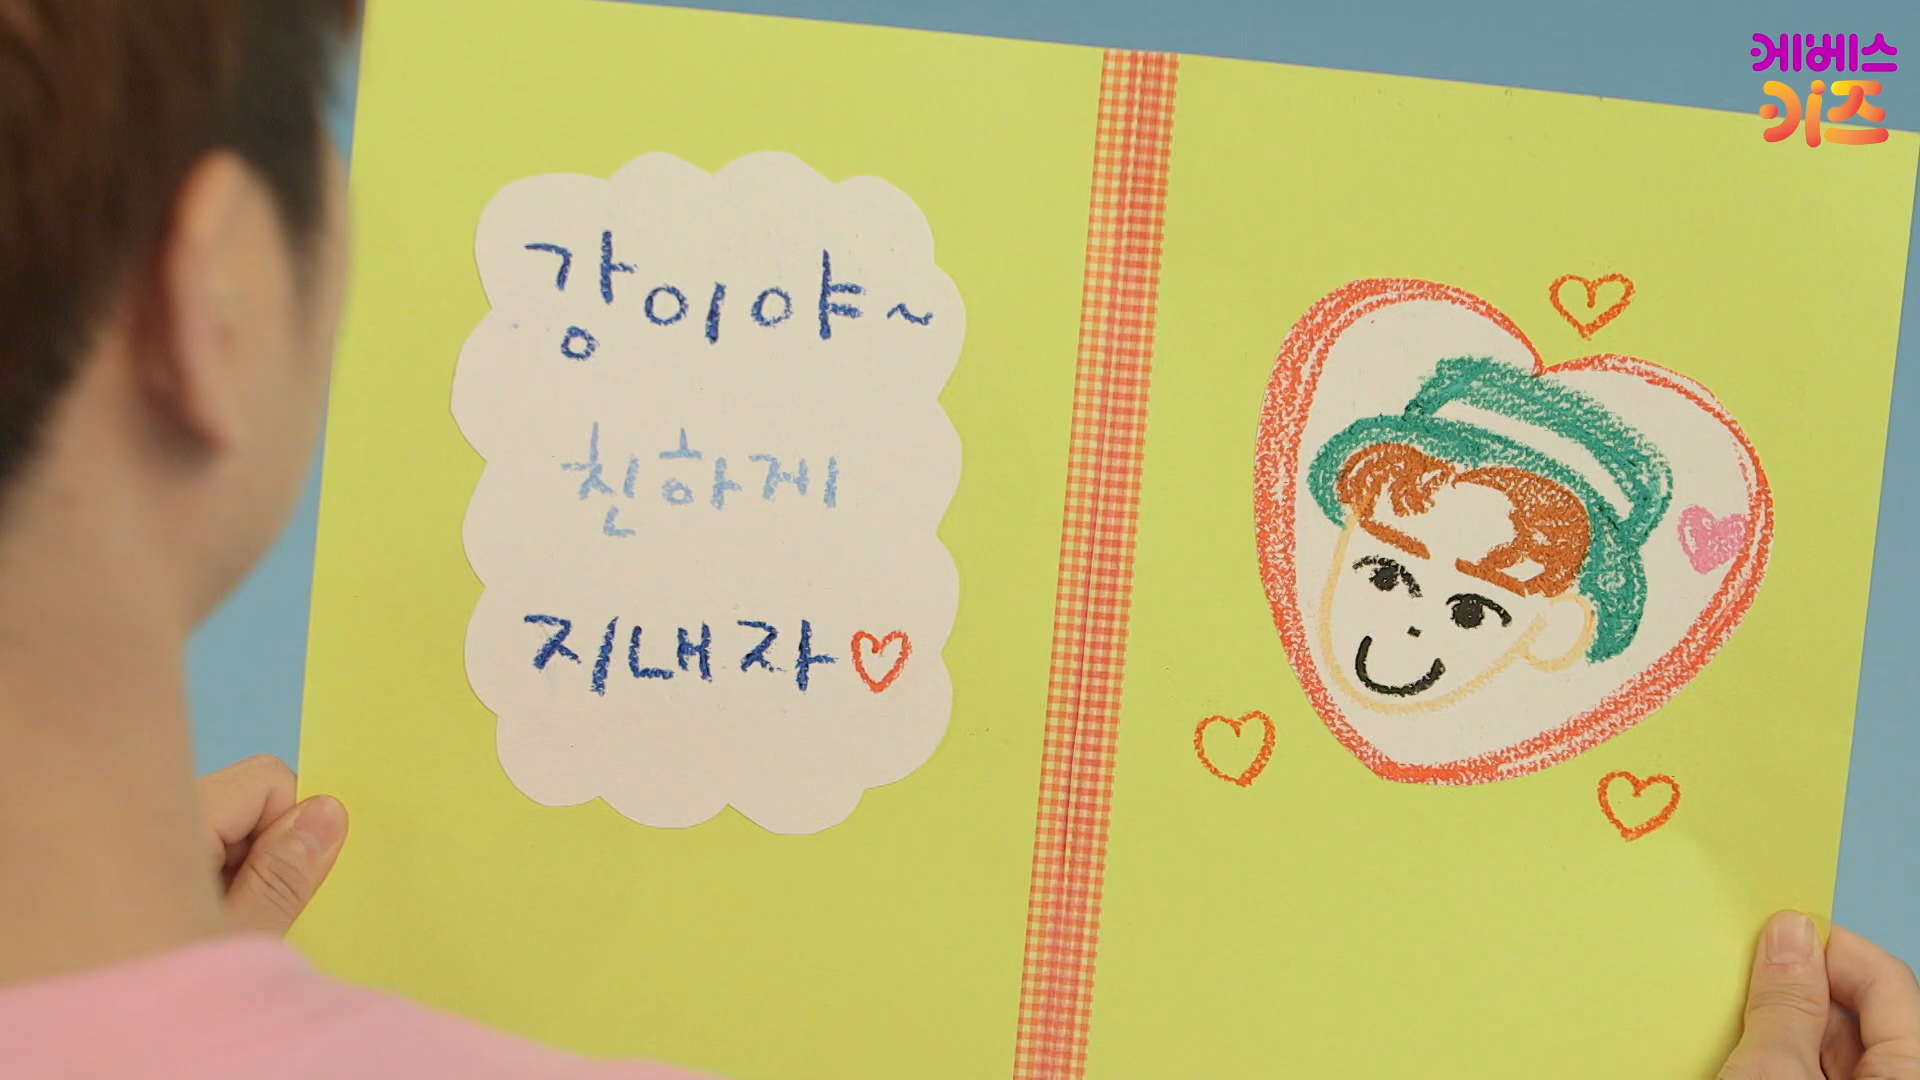 케베스
키즈
강이야~
친하게
지내자♡